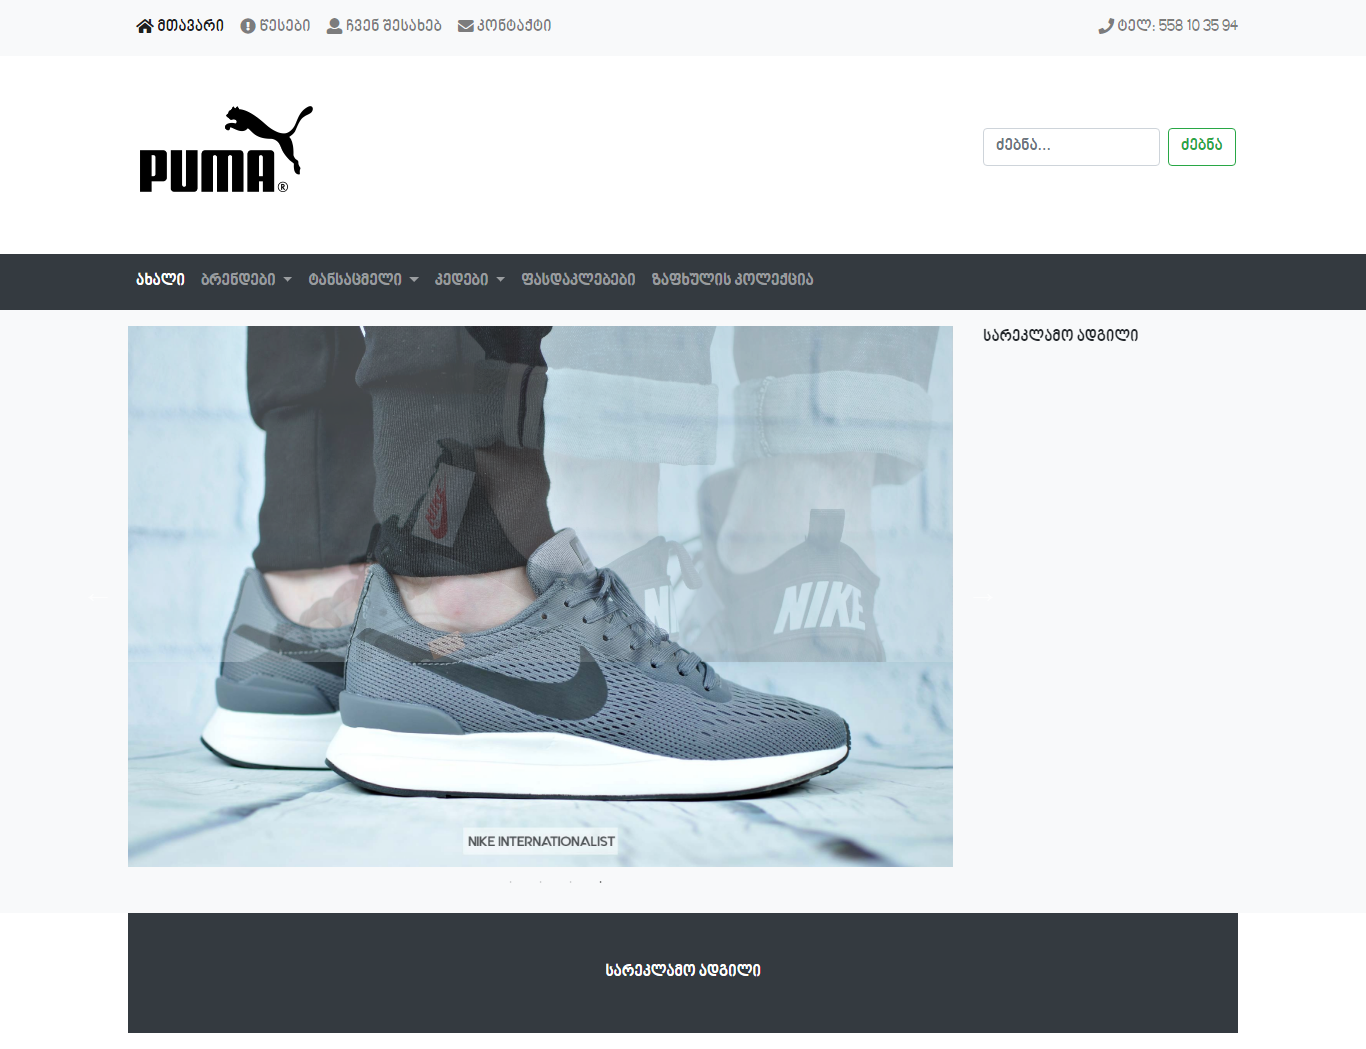 მთავარი წესები ჩვენ შესახებ კონტაქტი ტელ: 558 10 35 94
PUMA®
ძებნა... ძებნა
ახალი ბრენდები ტანსაცმელი კედები ფასდაკლებები ზაფხულის კოლექცია
სარეკლამო ადგილი
NIKE
NIKE
NIKE INTERNATIONALIST
სარეკლამო ადგილი